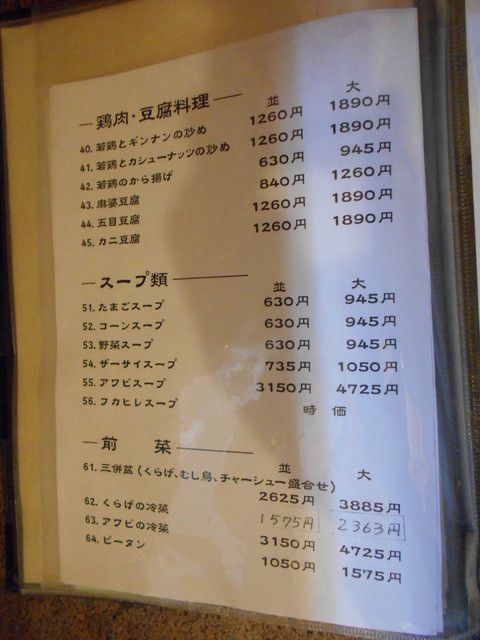 鶏肉・豆腐料理 並 大
40. 若鶏とギンナンの炒め 1260円 1890円
41. 若鶏とカシューナッツの炒め 1260円 1890円
42. 若鶏のから揚げ 630円 945円
43. 麻婆豆腐 840円 1260円
44. 五目豆腐 1260円 1890円
45. カニ豆腐 1260円 1890円
スープ類 並 大
51. たまごスープ 630円 945円
52. コーンスープ 630円 945円
53. 野菜スープ 630円 945円
54. ザーサイスープ 735円 1050円
55. アワビスープ 3150円 4725円
56. フカヒレスープ 時価
前菜 並 大
61. 三併盆(くらげ、むし鳥、チャーシュー盛合せ)
2625円 3885円
62. くらげの冷菜 1575円 2363円
63. アワビの冷菜 3150円 4725円
64. ピータン 1050円 1575円